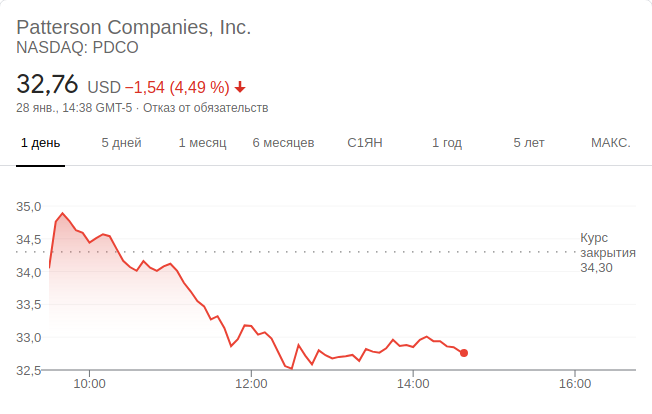 Patterson Companies, Inc.
NASDAQ: PDCO
32,76 USD −1,54 (4,49 %)
28 янв., 14:38 GMT-5 · Отказ от обязательств
1 день 5 дней 1 месяц 6 месяцев С1ЯН 1 год 5 лет МАКС.
35,0
34,5
34,0
33,5
33,0
32,5
Курс
закрытия
34,30
10:00 12:00 14:00 16:00